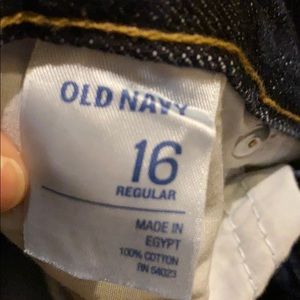 OLD NAVY
16
REGULAR
MADE IN
EGYPT
100% COTTON
RN 54023